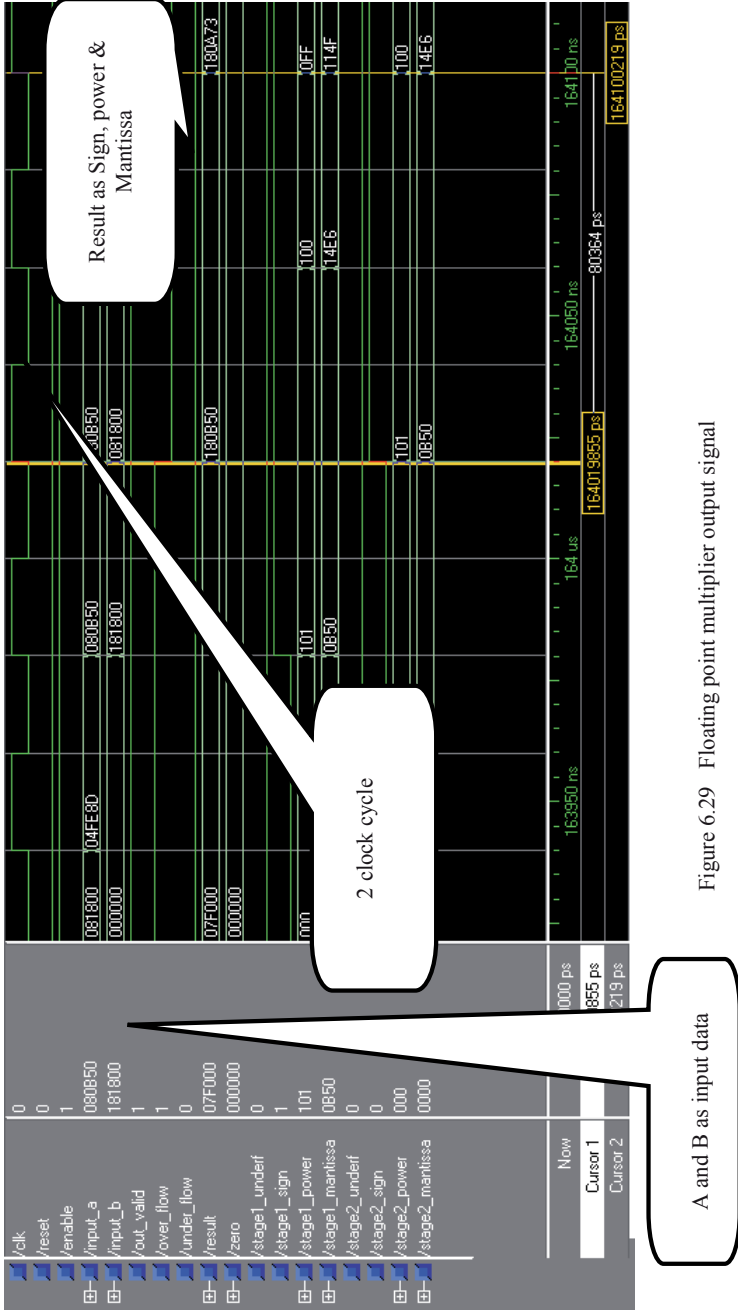 /clk 0
/reset 0
/enable 1
/input_a 080B50 081800 04FE8D 080B50
/input_b 181800 000000 181800 081800
/out_valid 1
/over_flow 1
/under_flow 0
/result 07F000 07F000 180B50 180A73
/zero 000000 000000
/stage1_underf 0
/stage1_sign 1
/stage1_power 101 101 100 0FF
/stage1_mantissa 0B50 0B50 14E6 114F
/stage2_underf 0
/stage2_sign 0
/stage2_power 000 101 100
/stage2_mantissa 0000 0B50 14E6
Now 000 ps 163950 ns 164 us 164050 ns 164100 ns
Cursor 1 855 ps 164019855 ps 80364 ps
Cursor 2 219 ps 164100219 ps
Result as Sign, power &
Mantissa
2 clock cycle
A and B as input data
Figure 6.29 Floating point multiplier output signal